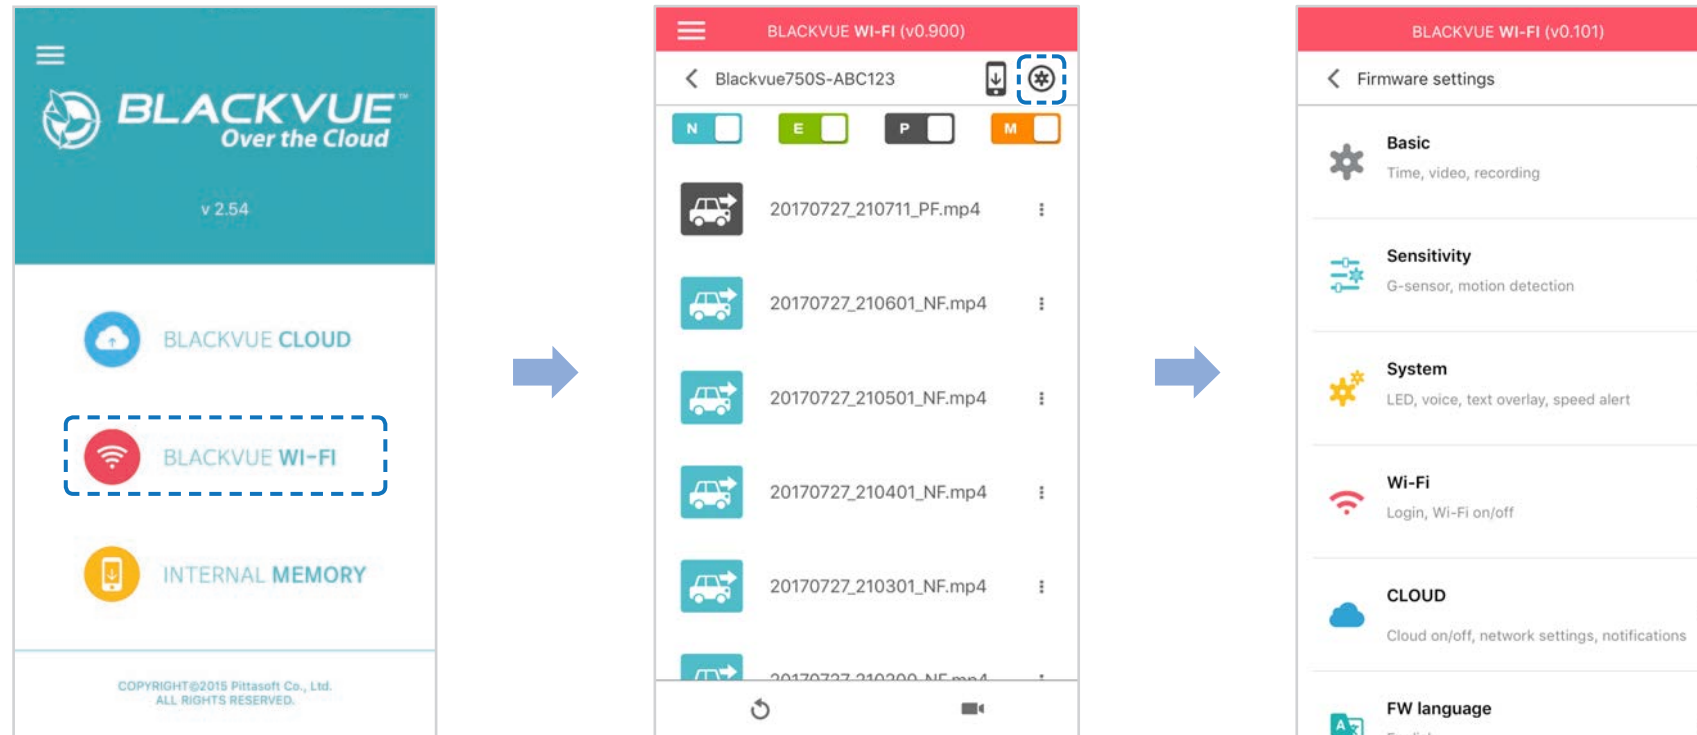 BLACKVUE™
Over the Cloud
v 2.54
BLACKVUE CLOUD
BLACKVUE WI-FI
INTERNAL MEMORY
COPYRIGHT@2015 Pittasoft Co., Ltd.
ALL RIGHTS RESERVED.
BLACKVUE WI-FI (v0.900)
Blackvue750S-ABC123
N E P M
20170727_210711_PF.mp4
20170727_210601_NF.mp4
20170727_210501_NF.mp4
20170727_210401_NF.mp4
20170727_210301_NF.mp4
20170727_210200_NF.mp4
BLACKVUE WI-FI (v0.101)
Firmware settings
Basic
Time, video, recording
Sensitivity
G-sensor, motion detection
System
LED, voice, text overlay, speed alert
Wi-Fi
Login, Wi-Fi on/off
CLOUD
Cloud on/off, network settings, notifications
FW language